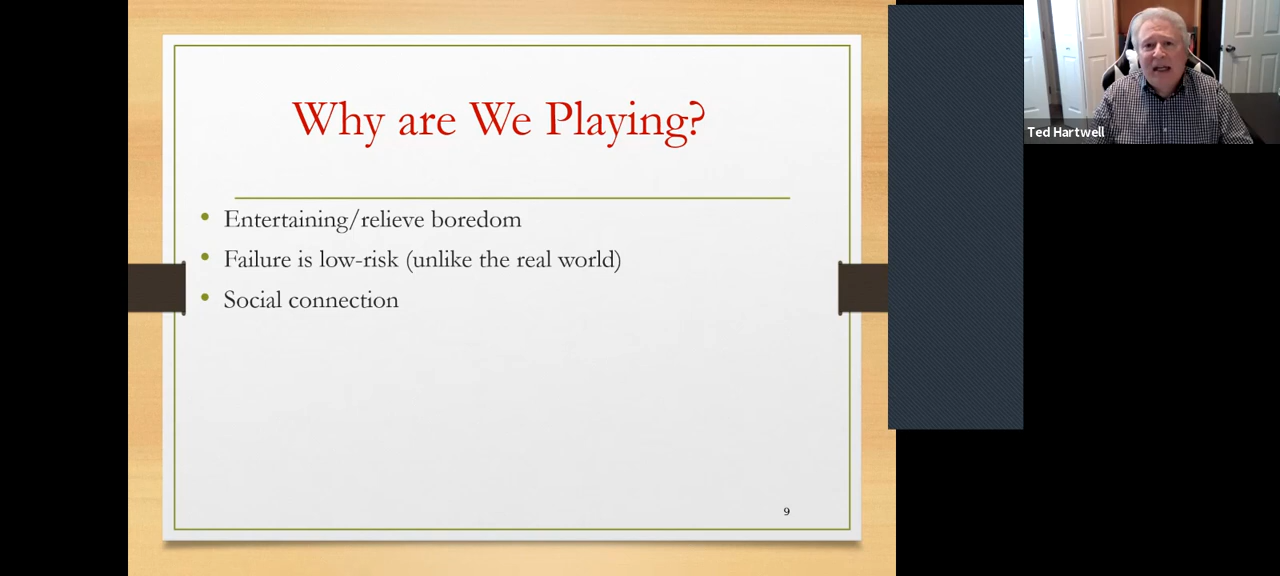 Why are We Playing?
• Entertaining/relieve boredom
• Failure is low-risk (unlike the real world)
• Social connection
9
Ted Hartwell